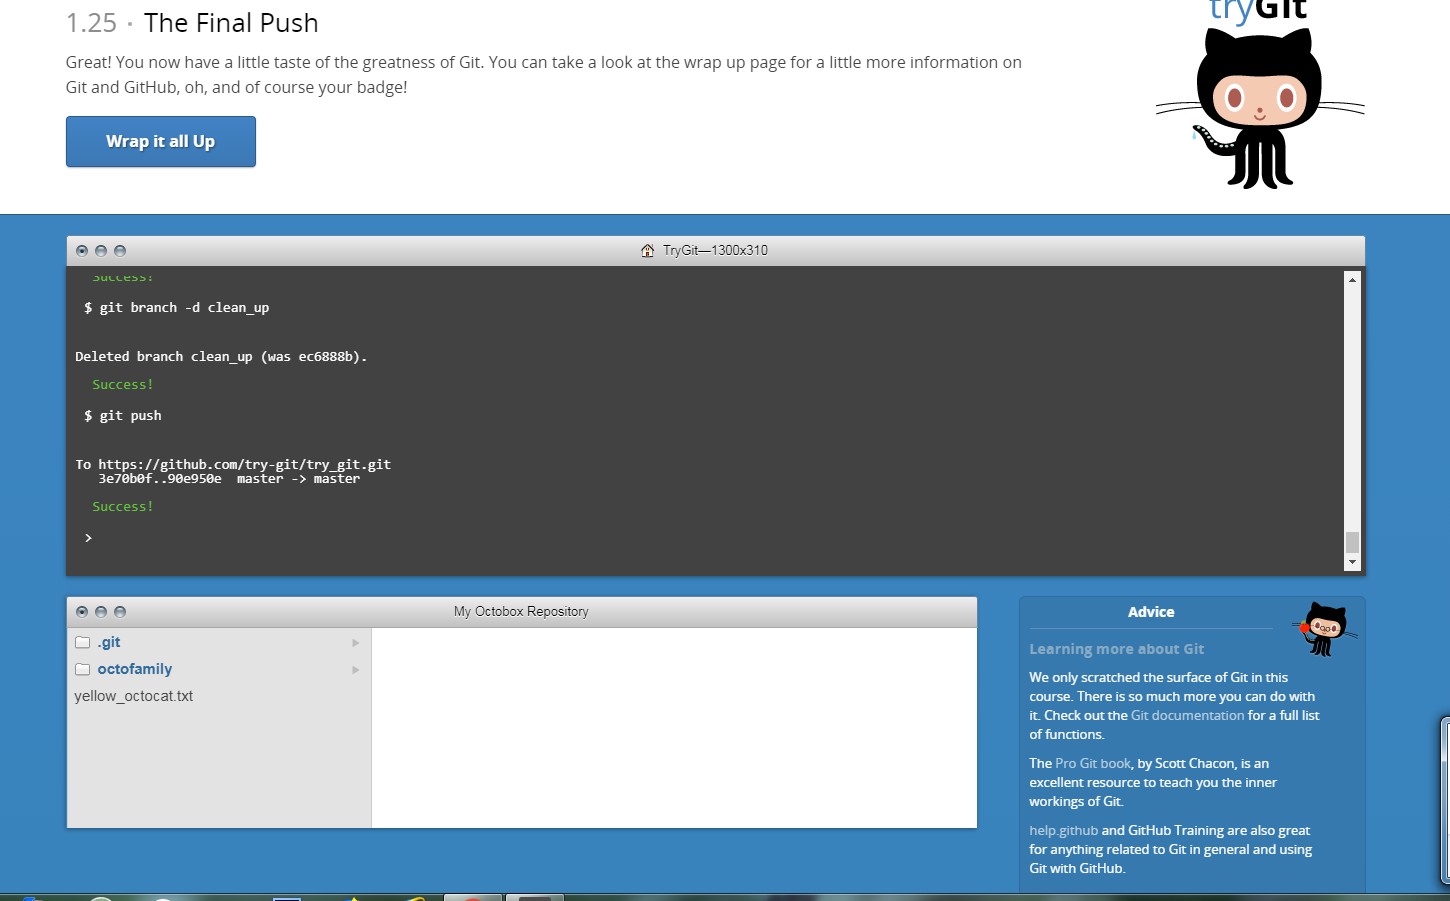 tryGit
1.25 · The Final Push
Great! You now have a little taste of the greatness of Git. You can take a look at the wrap up page for a little more information on
Git and GitHub, oh, and of course your badge!
Wrap it all Up
TryGit—1300x310
Success!
$ git branch -d clean_up
Deleted branch clean_up (was ec6888b).
Success!
$ git push
To https://github.com/try-git/try_git.git
3e70b0f..90e950e  master -> master
Success!
>
My Octobox Repository
.git
octofamily
yellow_octocat.txt
Advice
Learning more about Git
We only scratched the surface of Git in this
course. There is so much more you can do with
it. Check out the Git documentation for a full list
of functions.
The Pro Git book, by Scott Chacon, is an
excellent resource to teach you the inner
workings of Git.
help.github and GitHub Training are also great
for anything related to Git in general and using
Git with GitHub.